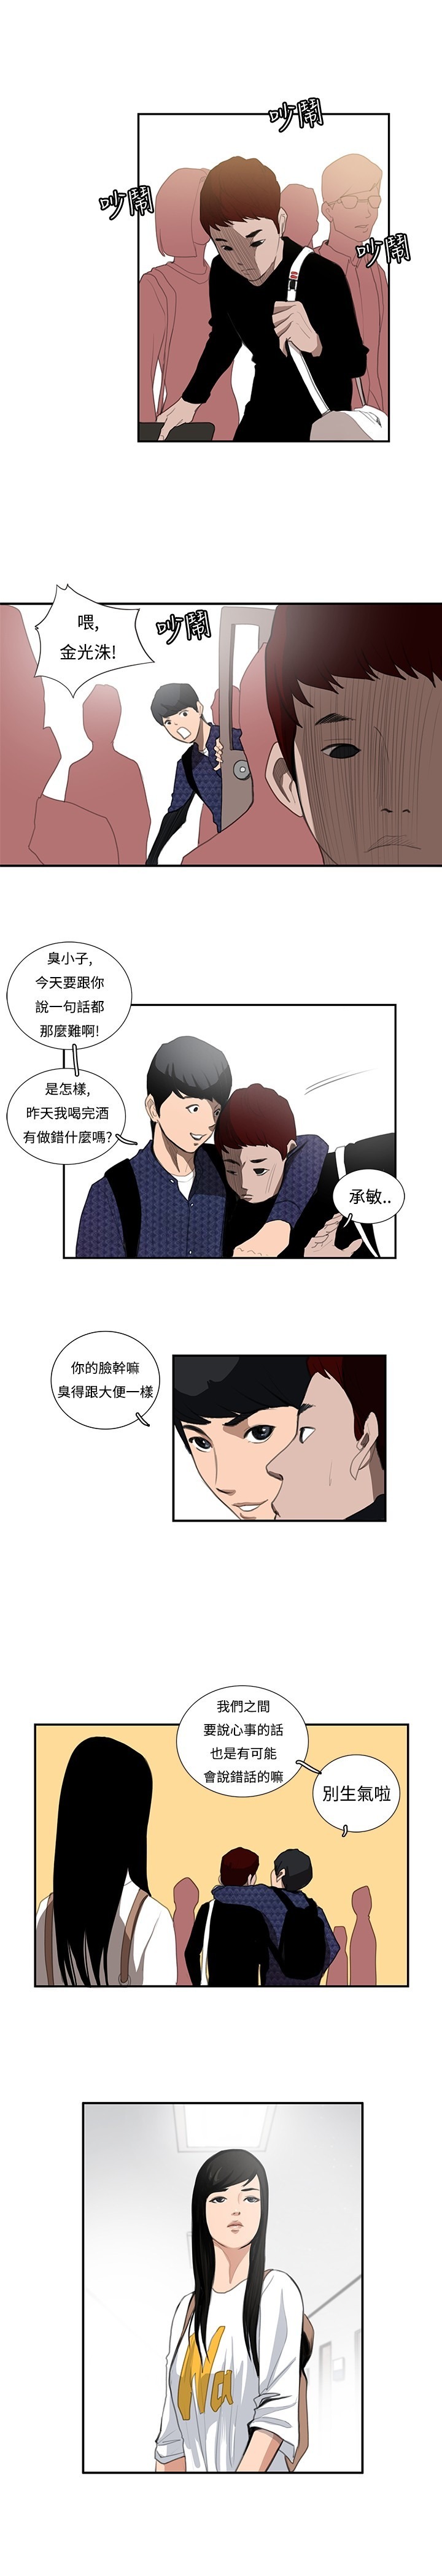 吵鬧
吵鬧
吵鬧
喂,
金光洙!
吵鬧
臭小子,
今天要跟你
說一句話都
那麼難啊!
是怎樣,
昨天我喝完酒
有做錯什麼嗎?
承敏..
你的臉幹嘛
臭得跟大便一樣
我們之間
要說心事的話
也是有可能
會說錯話的嘛
別生氣啦
Wa